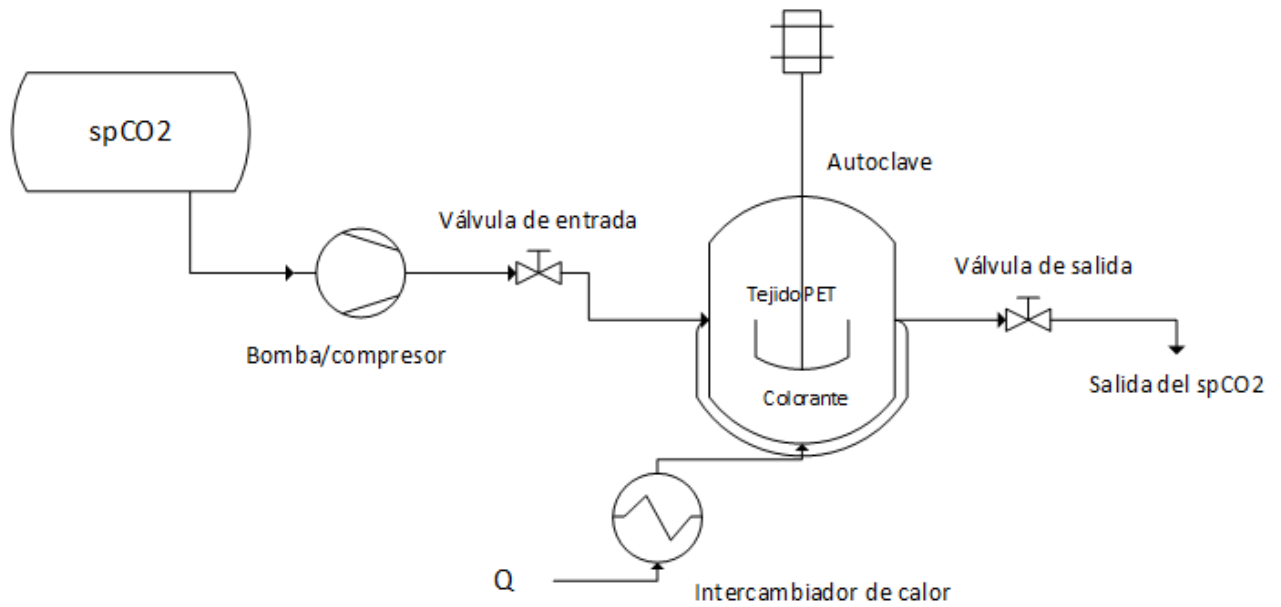 spCO2
Autoclave
Válvula de entrada
Válvula de salida
Tejido PET
Bomba/compresor
Colorante
Salida del spCO2
Q
Intercambiador de calor